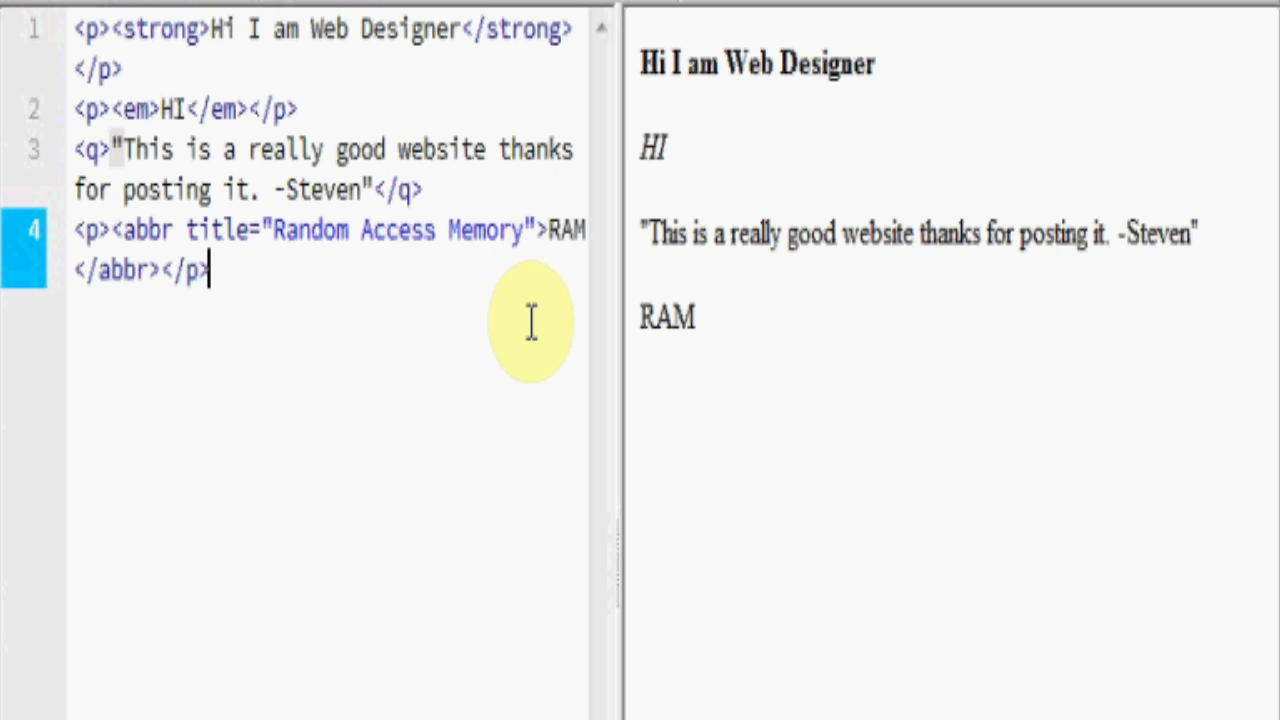 1 <p><strong>Hi I am Web Designer</strong>
</p>
2 <p><em>HI</em></p>
3 <q>"This is a really good website thanks
for posting it. -Steven"</q>
4 <p><abbr title="Random Access Memory">RAM
</abbr></p>
Hi I am Web Designer
HI
"This is a really good website thanks for posting it. -Steven"
RAM